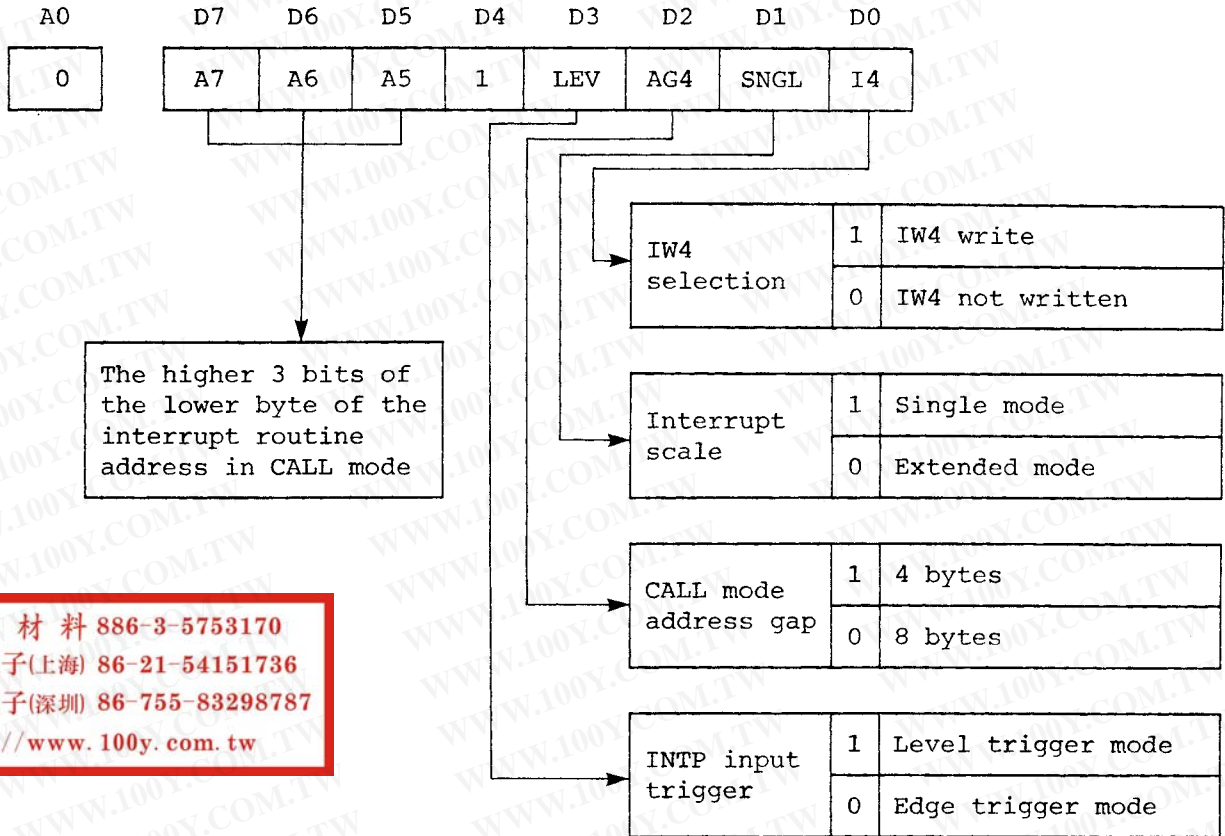 A0 D7 D6 D5 D4 D3 D2 D1 D0
0 A7 A6 A5 1 LEV AG4 SNGL I4
IW4
selection
1 IW4 write
0 IW4 not written
The higher 3 bits of
the lower byte of the
interrupt routine
address in CALL mode
Interrupt
scale
1 Single mode
0 Extended mode
CALL mode
address gap
1 4 bytes
0 8 bytes
INTP input
trigger
1 Level trigger mode
0 Edge trigger mode
材 料 886-3-5753170
子(上海) 86-21-54151736
子(深圳) 86-755-83298787
//www. 100y. com. tw
WWW.100Y.COM.TW